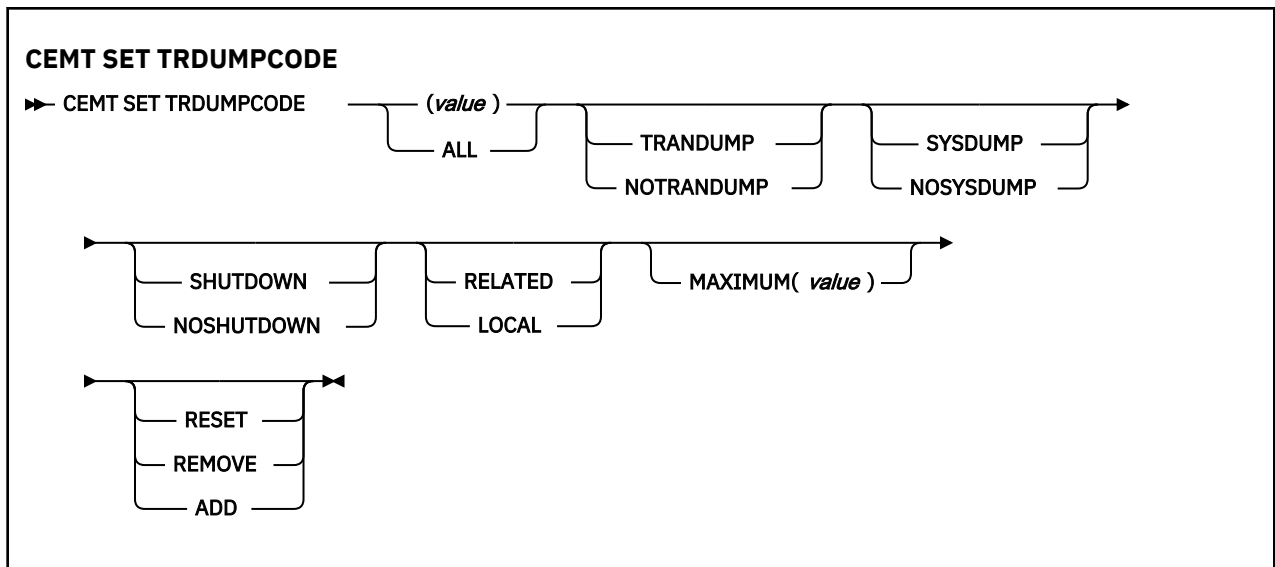 CEMT SET TRDUMPCODE
CEMT SET TRDUMPCODE
(value )
ALL
TRANDUMP
NOTRANDUMP
SYSDUMP
NOSYSDUMP
SHUTDOWN
NOSHUTDOWN
RELATED
LOCAL
MAXIMUM( value )
RESET
REMOVE
ADD